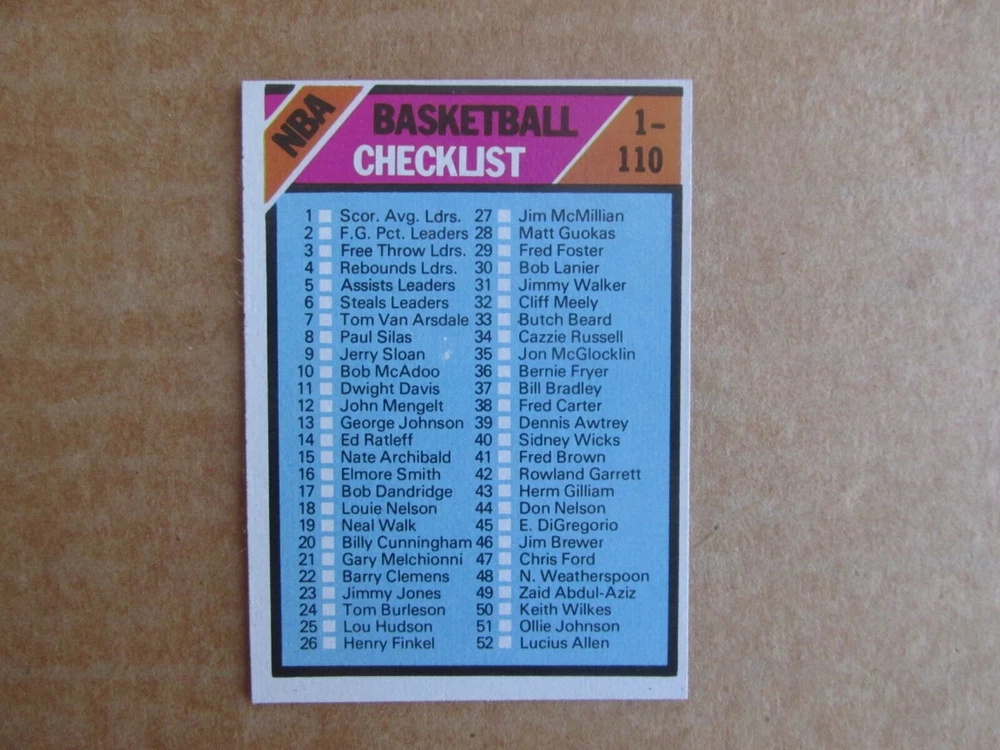 NBA
BASKETBALL
CHECKLIST
1-
110
1 Scor. Avg. Ldrs.
2 F.G. Pct. Leaders
3 Free Throw Ldrs.
4 Rebounds Ldrs.
5 Assists Leaders
6 Steals Leaders
7 Tom Van Arsdale
8 Paul Silas
9 Jerry Sloan
10 Bob McAdoo
11 Dwight Davis
12 John Mengelt
13 George Johnson
14 Ed Ratleff
15 Nate Archibald
16 Elmore Smith
17 Bob Dandridge
18 Louie Nelson
19 Neal Walk
20 Billy Cunningham
21 Gary Melchionni
22 Barry Clemens
23 Jimmy Jones
24 Tom Burleson
25 Lou Hudson
26 Henry Finkel
27 Jim McMillian
28 Matt Guokas
29 Fred Foster
30 Bob Lanier
31 Jimmy Walker
32 Cliff Meely
33 Butch Beard
34 Cazzie Russell
35 Jon McGlocklin
36 Bernie Fryer
37 Bill Bradley
38 Fred Carter
39 Dennis Awtrey
40 Sidney Wicks
41 Fred Brown
42 Rowland Garrett
43 Herm Gilliam
44 Don Nelson
45 E. DiGregorio
46 Jim Brewer
47 Chris Ford
48 N. Weatherspoon
49 Zaid Abdul-Aziz
50 Keith Wilkes
51 Ollie Johnson
52 Lucius Allen